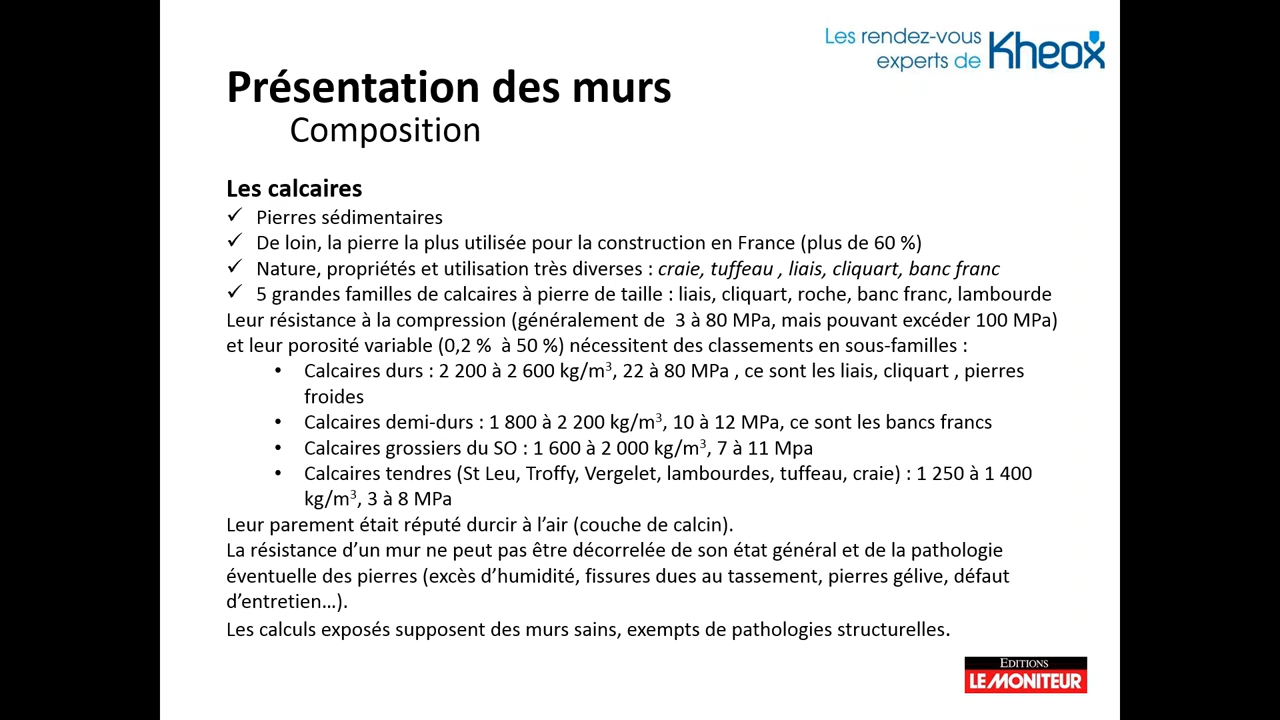 Les rendez-vous
experts de Kheox
Présentation des murs
Composition
Les calcaires
✓ Pierres sédimentaires
✓ De loin, la pierre la plus utilisée pour la construction en France (plus de 60 %)
✓ Nature, propriétés et utilisation très diverses : craie, tuffeau , liais, cliquart, banc franc
✓ 5 grandes familles de calcaires à pierre de taille : liais, cliquart, roche, banc franc, lambourde
Leur résistance à la compression (généralement de  3 à 80 MPa, mais pouvant excéder 100 MPa)
et leur porosité variable (0,2 %  à 50 %) nécessitent des classements en sous-familles :
• Calcaires durs : 2 200 à 2 600 kg/m³, 22 à 80 MPa , ce sont les liais, cliquart , pierres
froides
• Calcaires demi-durs : 1 800 à 2 200 kg/m³, 10 à 12 MPa, ce sont les bancs francs
• Calcaires grossiers du SO : 1 600 à 2 000 kg/m³, 7 à 11 Mpa
• Calcaires tendres (St Leu, Troffy, Vergelet, lambourdes, tuffeau, craie) : 1 250 à 1 400
kg/m³, 3 à 8 MPa
Leur parement était réputé durcir à l’air (couche de calcin).
La résistance d’un mur ne peut pas être décorrelée de son état général et de la pathologie
éventuelle des pierres (excès d’humidité, fissures dues au tassement, pierres gélive, défaut
d’entretien…).
Les calculs exposés supposent des murs sains, exempts de pathologies structurelles.
EDITIONS
LE MONITEUR